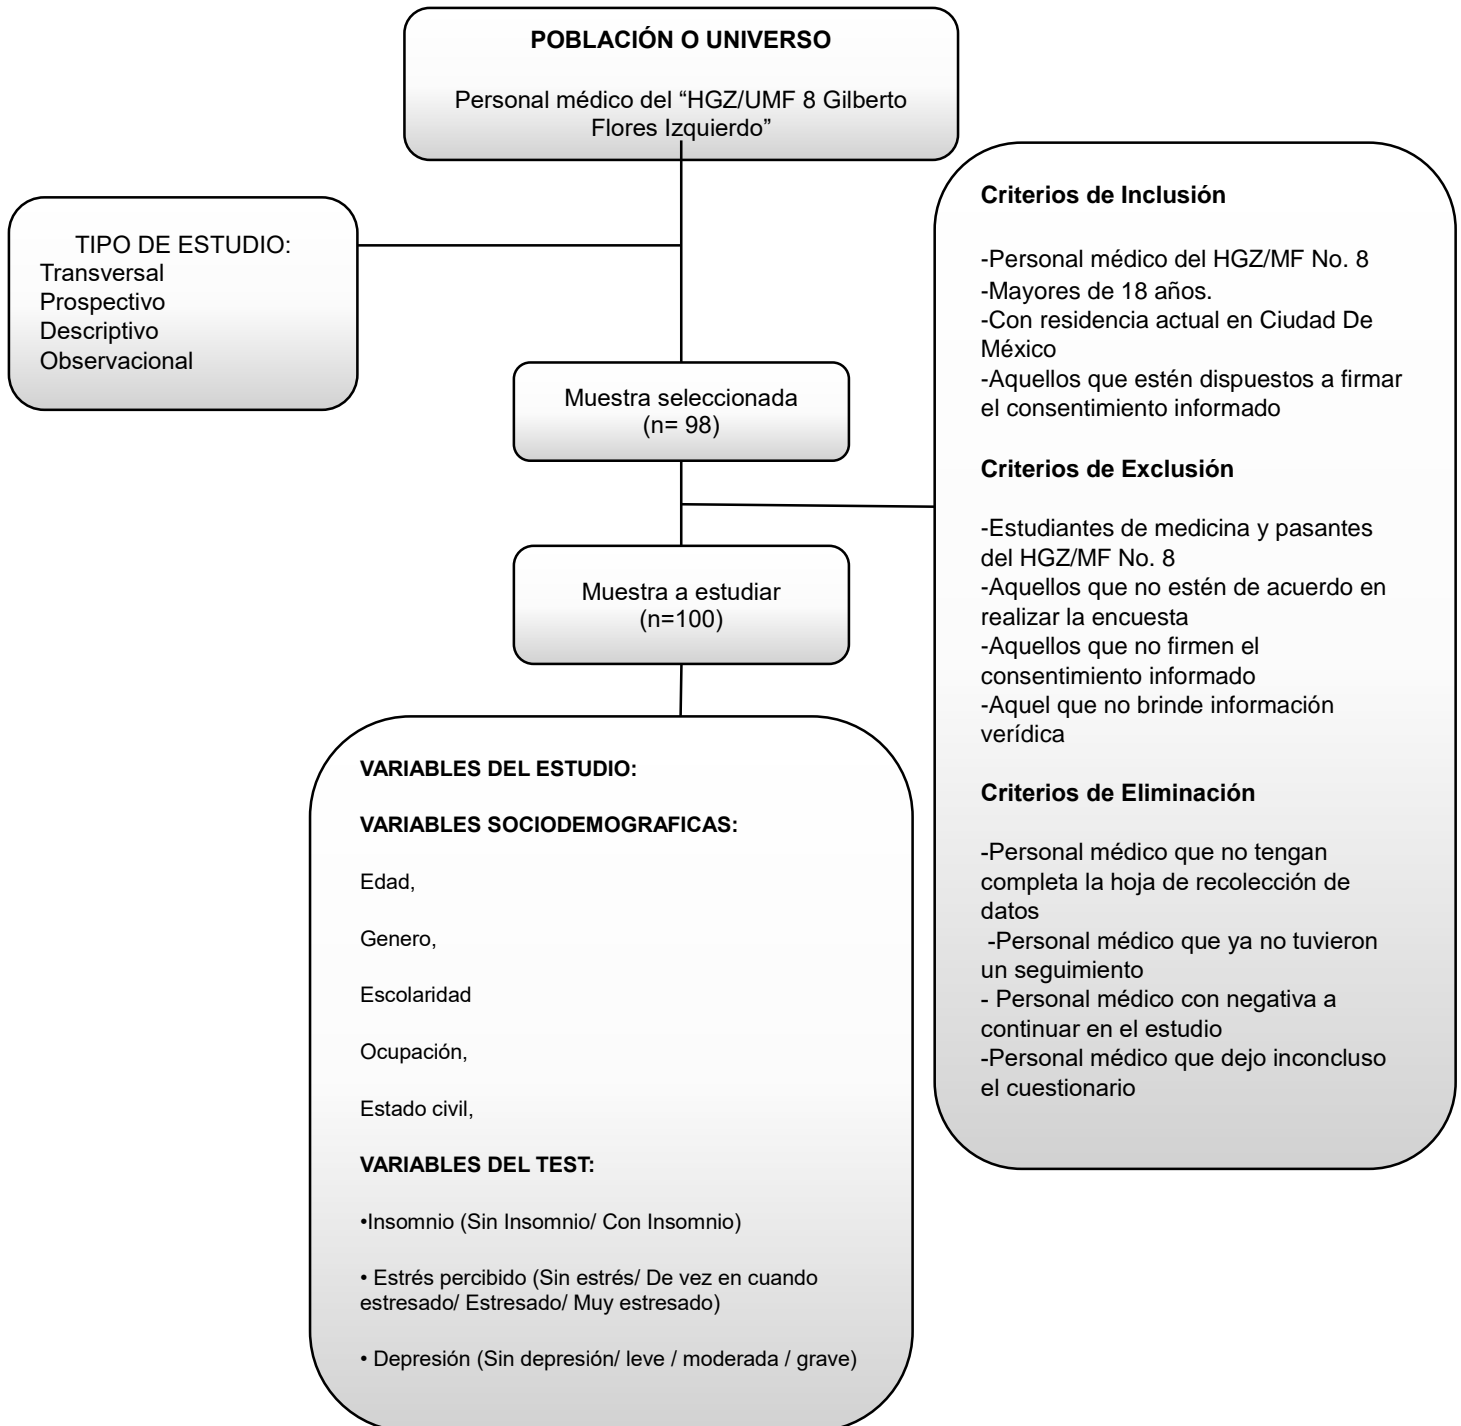 POBLACIÓN O UNIVERSO
Personal médico del “HGZ/UMF 8 Gilberto
Flores Izquierdo”
TIPO DE ESTUDIO:
Transversal
Prospectivo
Descriptivo
Observacional
Muestra seleccionada
(n= 98)
Muestra a estudiar
(n=100)
Criterios de Inclusión
-Personal médico del HGZ/MF No. 8
-Mayores de 18 años.
-Con residencia actual en Ciudad De
México
-Aquellos que estén dispuestos a firmar
el consentimiento informado
Criterios de Exclusión
-Estudiantes de medicina y pasantes
del HGZ/MF No. 8
-Aquellos que no estén de acuerdo en
realizar la encuesta
-Aquellos que no firmen el
consentimiento informado
-Aquel que no brinde información
verídica
Criterios de Eliminación
-Personal médico que no tengan
completa la hoja de recolección de
datos
-Personal médico que ya no tuvieron
un seguimiento
- Personal médico con negativa a
continuar en el estudio
-Personal médico que dejo inconcluso
el cuestionario
VARIABLES DEL ESTUDIO:
VARIABLES SOCIODEMOGRAFICAS:
Edad,
Genero,
Escolaridad
Ocupación,
Estado civil,
VARIABLES DEL TEST:
•Insomnio (Sin Insomnio/ Con Insomnio)
• Estrés percibido (Sin estrés/ De vez en cuando
estresado/ Estresado/ Muy estresado)
• Depresión (Sin depresión/ leve / moderada / grave)